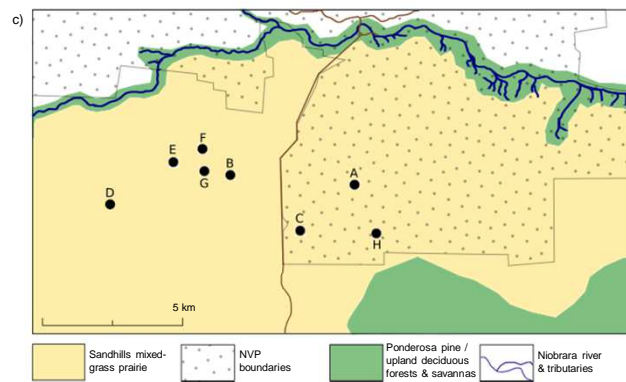 c)
F
E
G
B
A
D
C
H
5 km
Sandhills mixed-
grass prairie
NVP
boundaries
Ponderosa pine /
upland deciduous
forests & savannas
Niobrara river
& tributaries